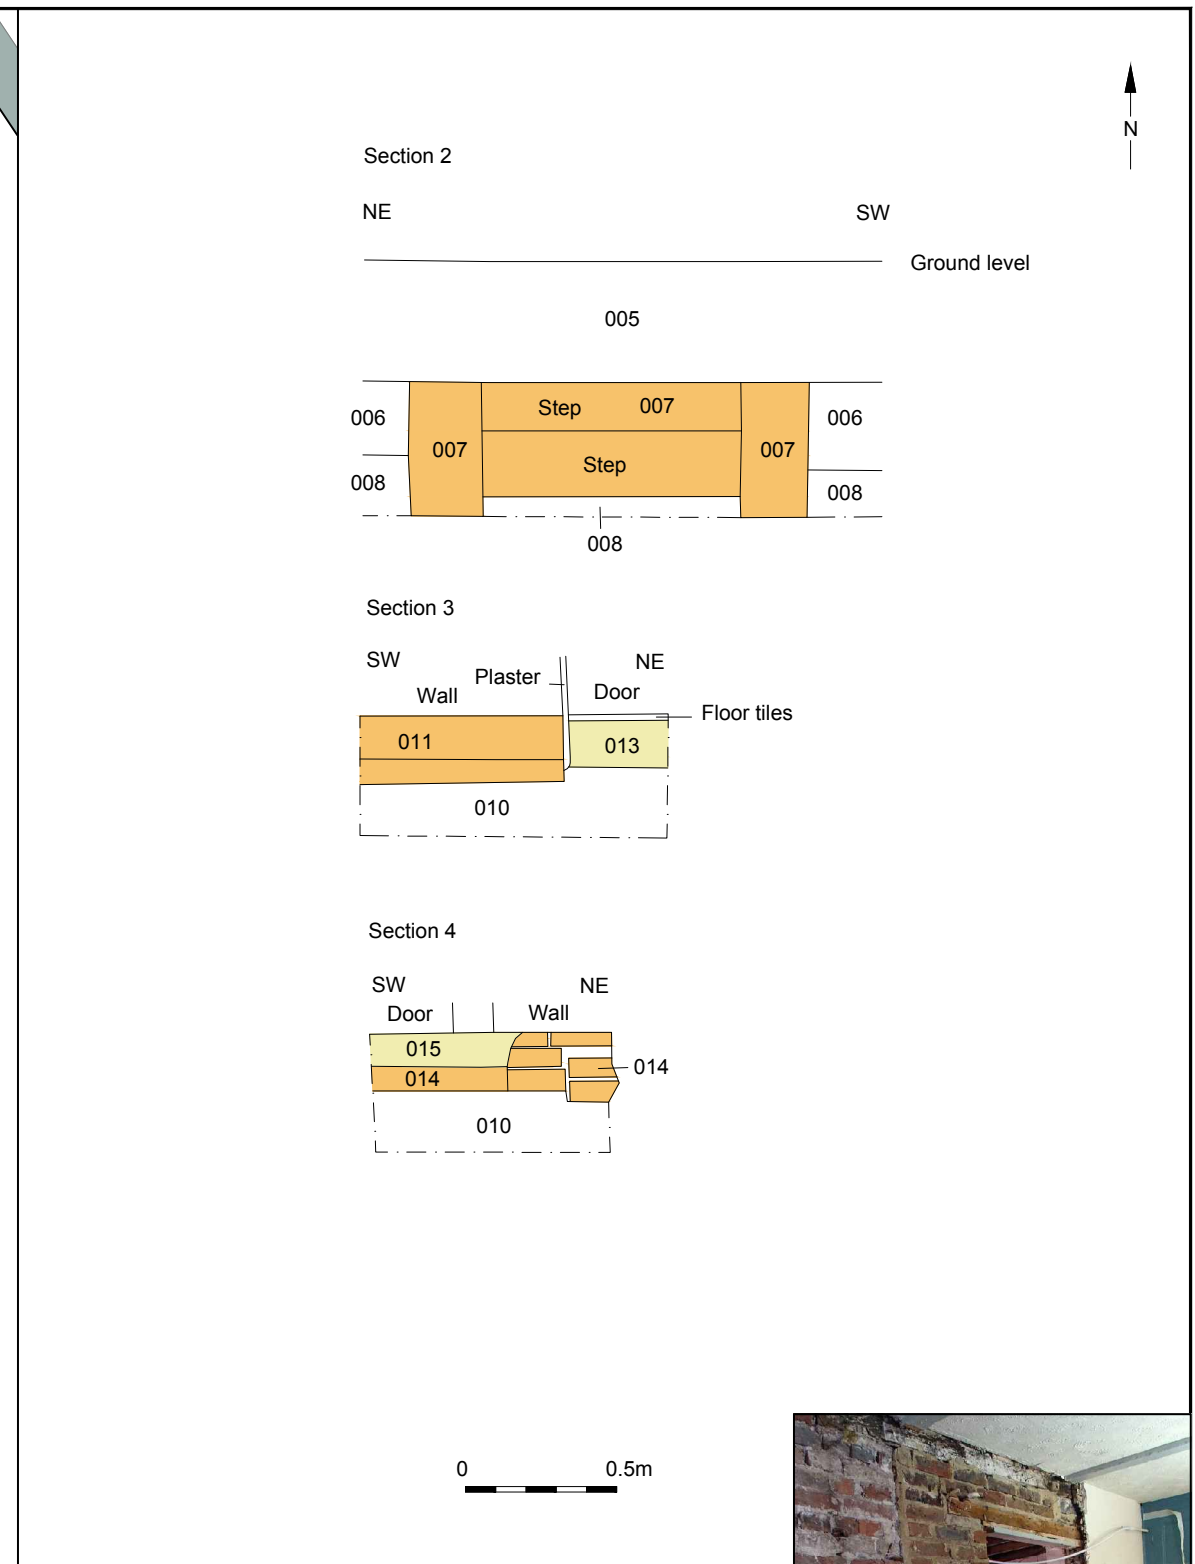 N
Section 2
NE SW
Ground level
005
Step 007
006 006
007 007
Step
008 008
008
Section 3
SW NE
Plaster Door
Wall
Floor tiles
011 013
010
Section 4
SW NE
Door Wall
015
014 014
010
0 0.5m